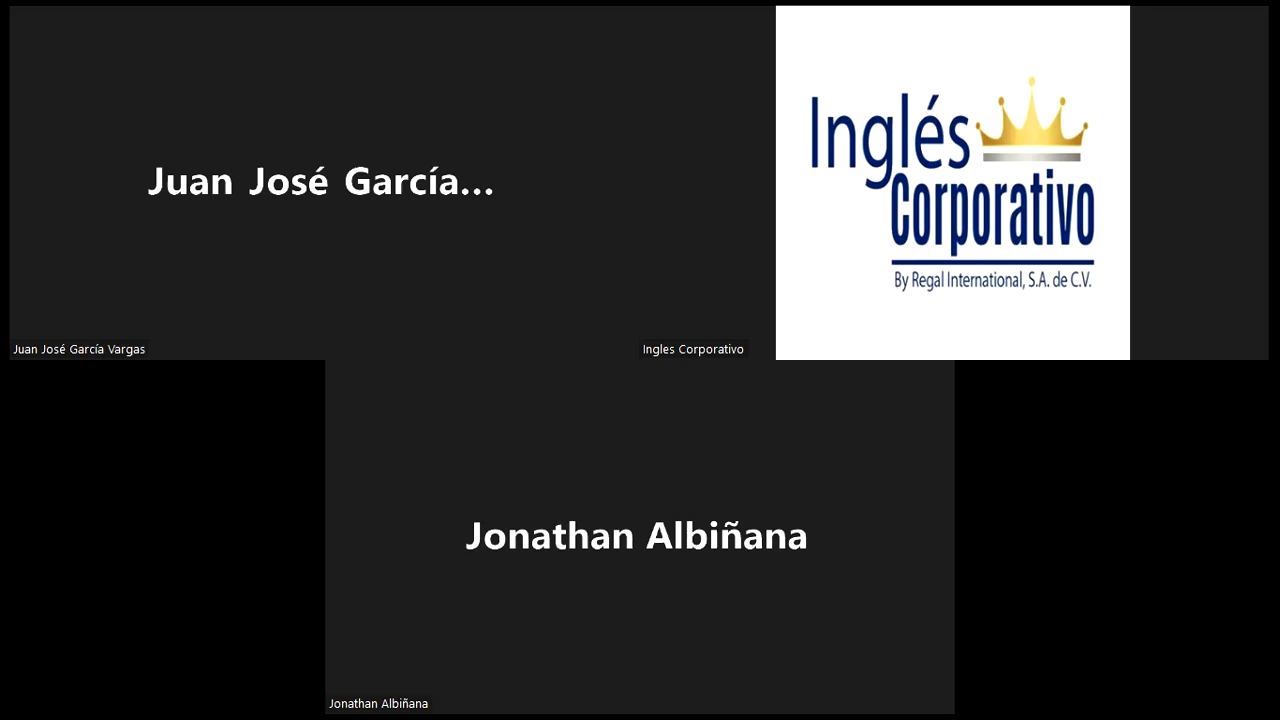 Juan José García...
Juan José García Vargas
Inglés
Corporativo
By Regal International, S.A. de C.V.
Ingles Corporativo
Jonathan Albiñana
Jonathan Albiñana